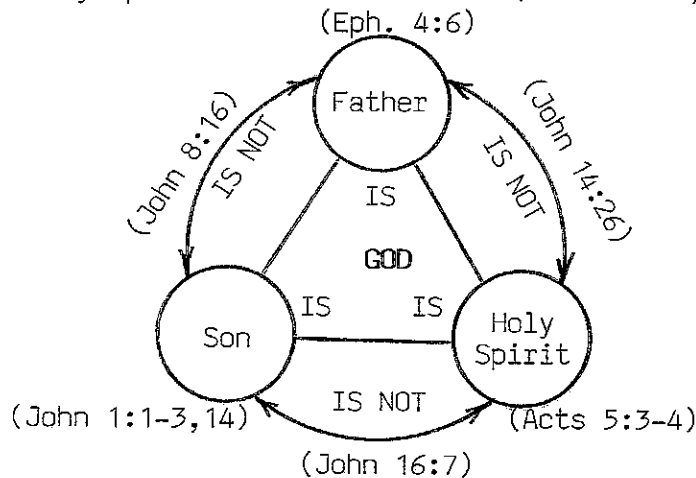 (Eph. 4:6)
Father
(John 8:16)
IS NOT
(John 14:26)
IS NOT
IS
GOD
IS
IS
Son
Holy
Spirit
(John 1:1-3,14)
IS NOT
(Acts 5:3-4)
(John 16:7)